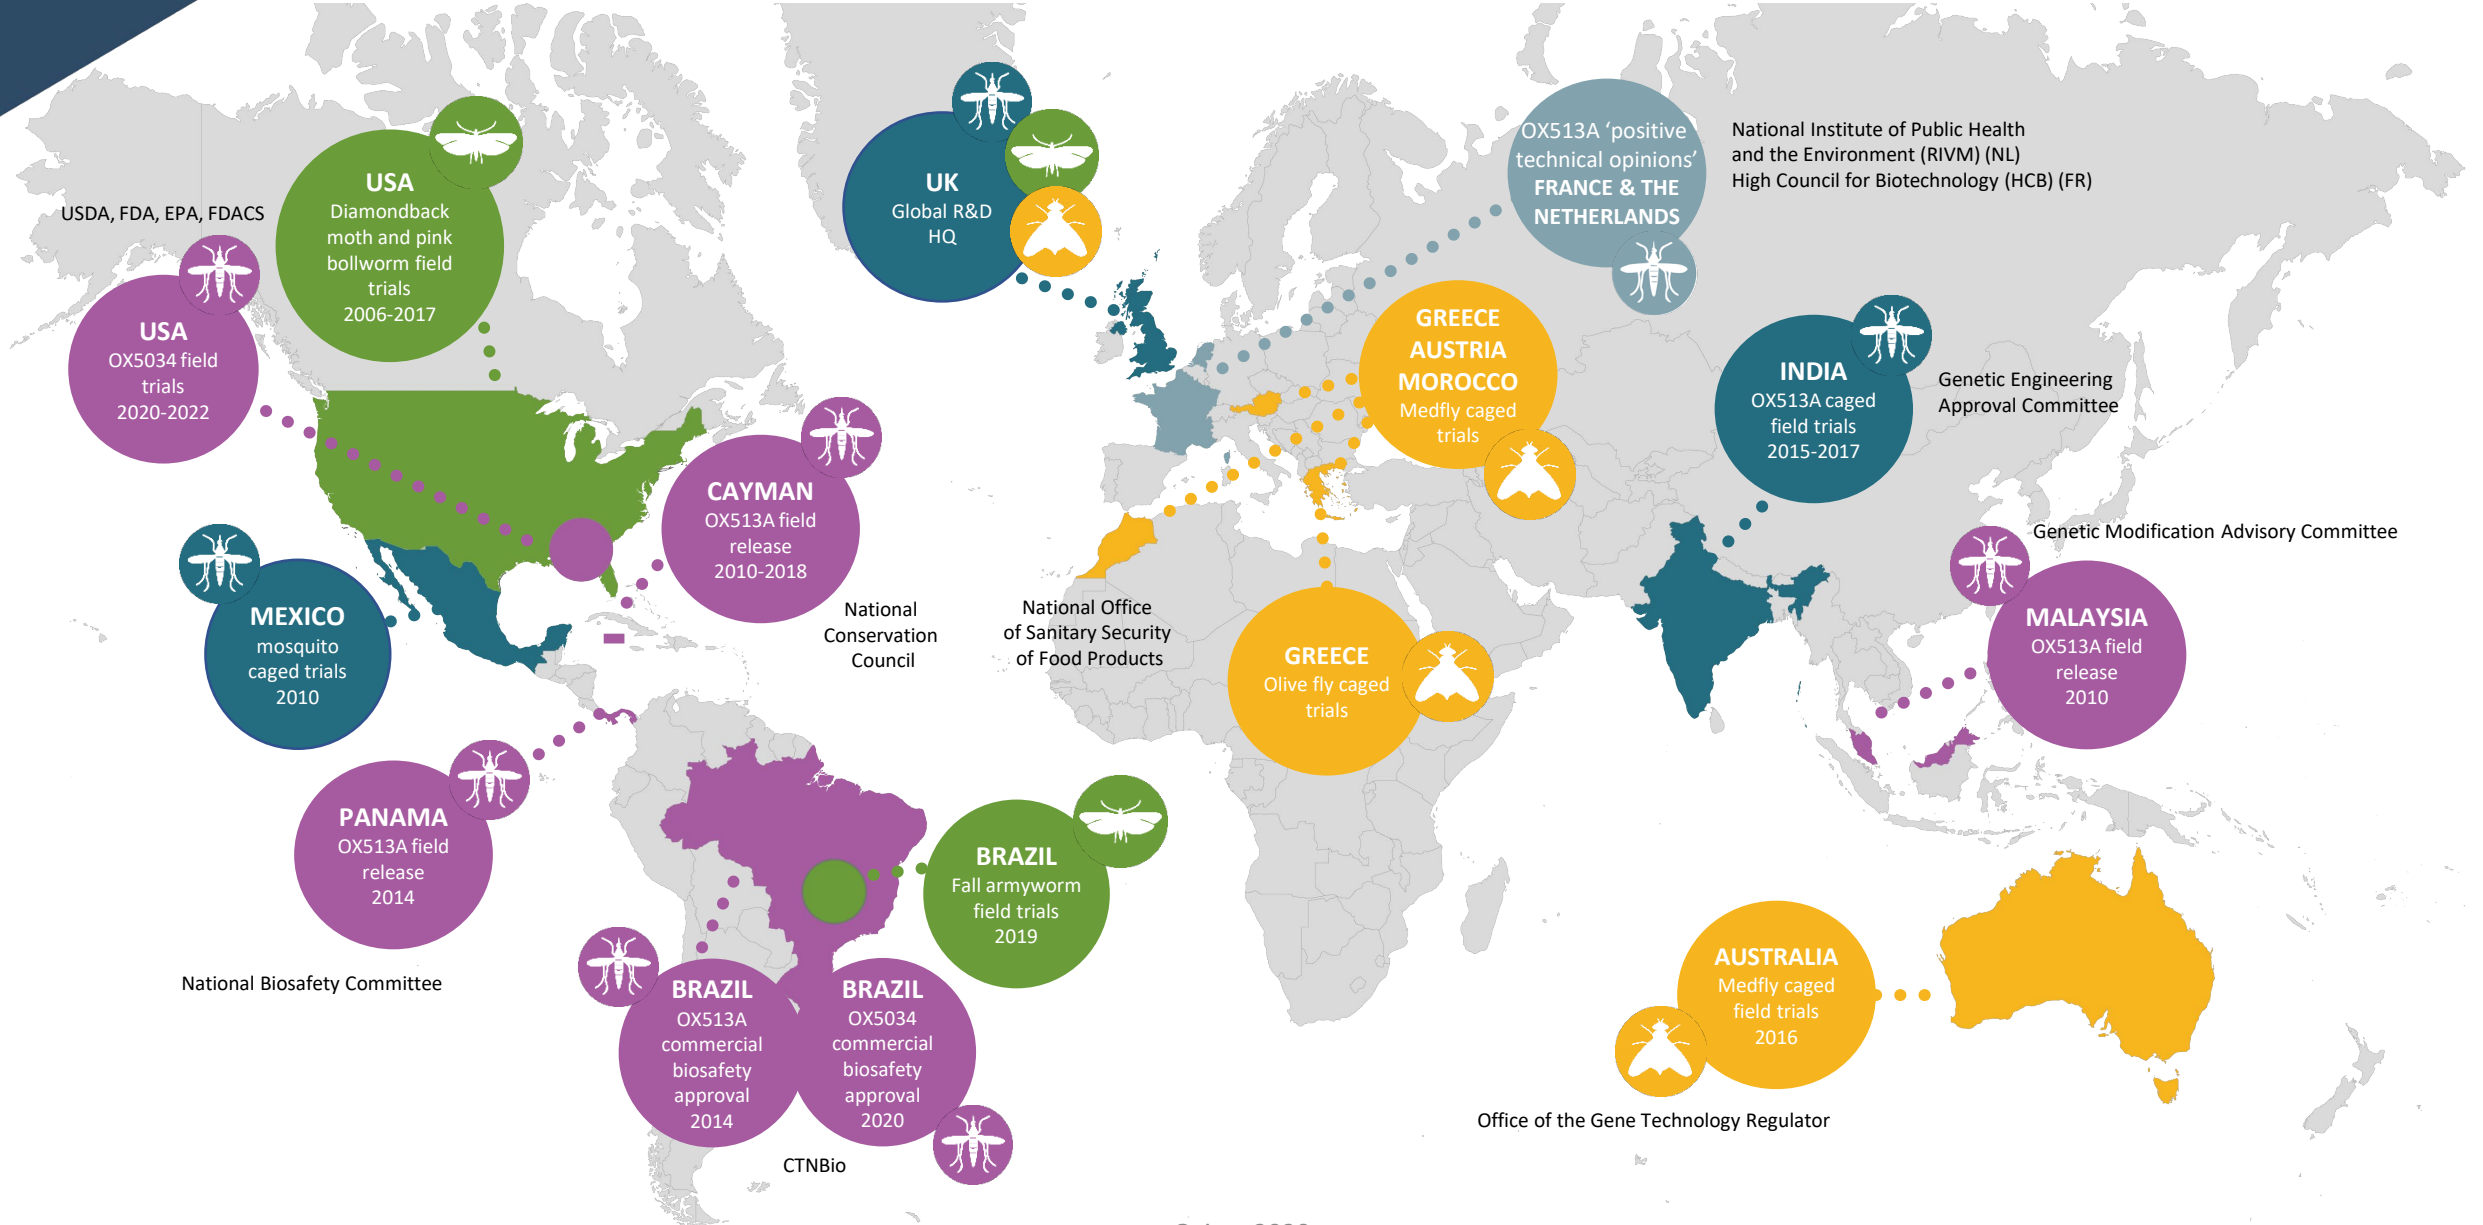 USDA, FDA, EPA, FDACS
USA
Diamondback
moth and pink
bollworm field
trials
2006-2017
USA
OX5034 field
trials
2020-2022
UK
Global R&D
HQ
OX513A ‘positive
technical opinions’
FRANCE & THE
NETHERLANDS
National Institute of Public Health
and the Environment (RIVM) (NL)
High Council for Biotechnology (HCB) (FR)
GREECE
AUSTRIA
MOROCCO
Medfly caged
trials
INDIA
OX513A caged
field trials
2015-2017
Genetic Engineering
Approval Committee
CAYMAN
OX513A field
release
2010-2018
National
Conservation
Council
MEXICO
mosquito
caged trials
2010
National Office
of Sanitary Security
of Food Products
GREECE
Olive fly caged
trials
Genetic Modification Advisory Committee
MALAYSIA
OX513A field
release
2010
PANAMA
OX513A field
release
2014
National Biosafety Committee
BRAZIL
Fall armyworm
field trials
2019
BRAZIL
OX513A
commercial
biosafety
approval
2014
BRAZIL
OX5034
commercial
biosafety
approval
2020
CTNBio
AUSTRALIA
Medfly caged
field trials
2016
Office of the Gene Technology Regulator